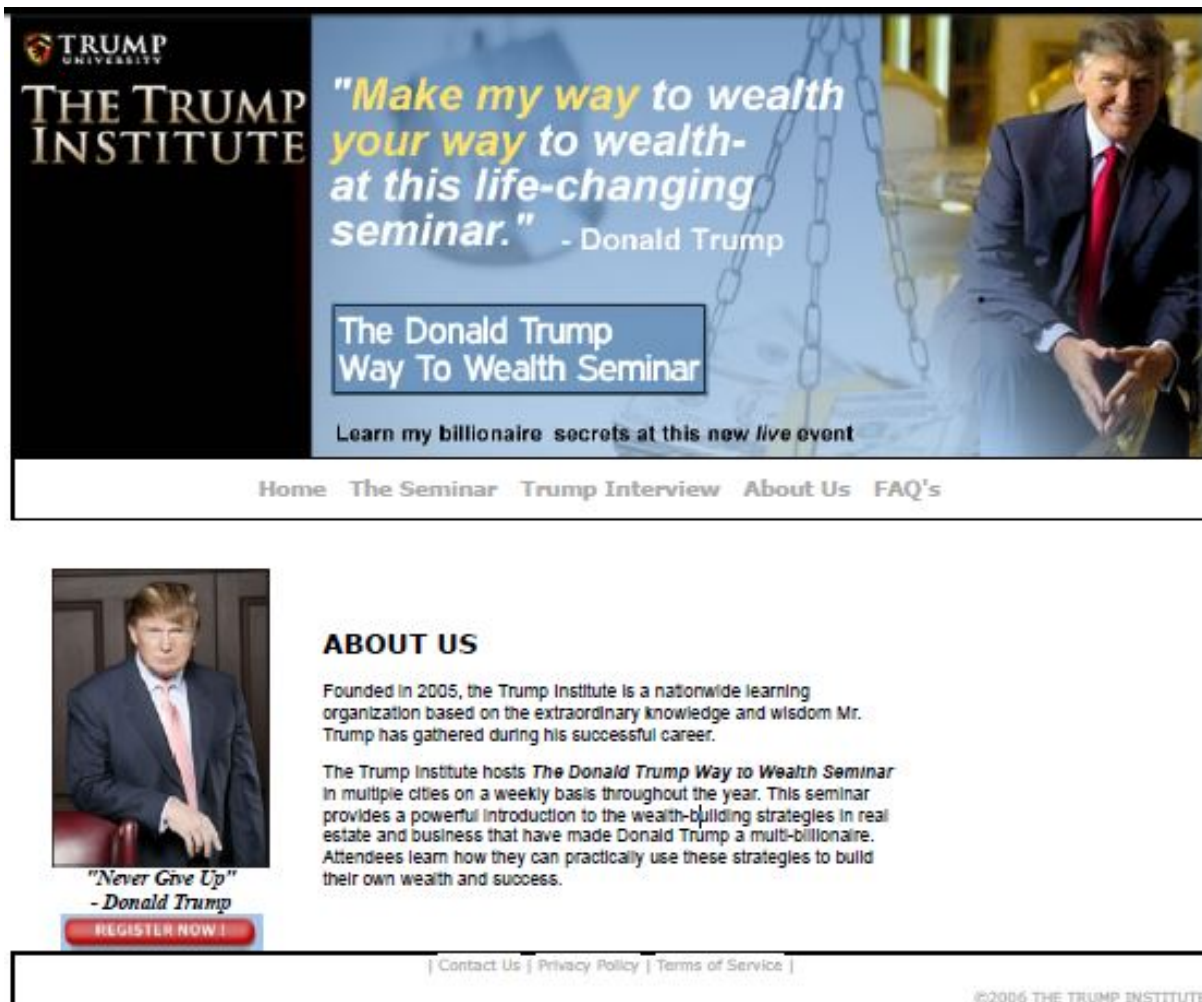 TRUMP
UNIVERSITY
THE TRUMP
INSTITUTE
"Make my way to wealth
your way to wealth-
at this life-changing
seminar." - Donald Trump
The Donald Trump
Way To Wealth Seminar
Learn my billionaire secrets at this new live event
Home The Seminar Trump Interview About Us FAQ's
ABOUT US
Founded in 2005, the Trump Institute is a nationwide learning
organization based on the extraordinary knowledge and wisdom Mr.
Trump has gathered during his successful career.
The Trump Institute hosts The Donald Trump Way to Wealth Seminar
in multiple cities on a weekly basis throughout the year. This seminar
provides a powerful introduction to the wealth-building strategies in real
estate and business that have made Donald Trump a multi-billionaire.
Attendees learn how they can practically use these strategies to build
their own wealth and success.
"Never Give Up"
- Donald Trump
REGISTER NOW !
| Contact Us | Privacy Policy | Terms of Service |
©2006 THE TRUMP INSTITUTE